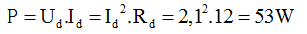 P = U_d.I_d = I_d^2.R_d = 2,1^2.12 = 53W